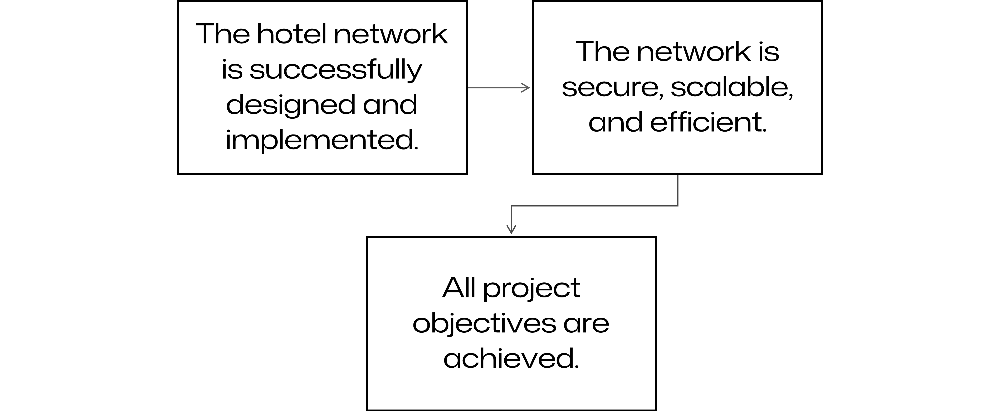 The hotel network
is successfully
designed and
implemented.
The network is
secure, scalable,
and efficient.
All project
objectives are
achieved.